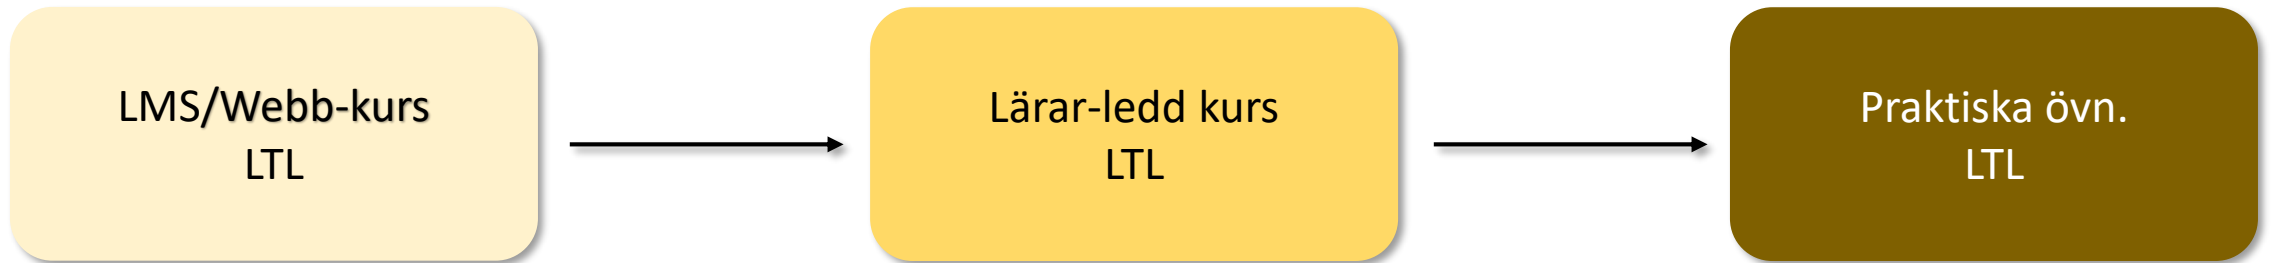 LMS/Webb-kurs
LTL
Lärar-ledd kurs
LTL
Praktiska övn.
LTL